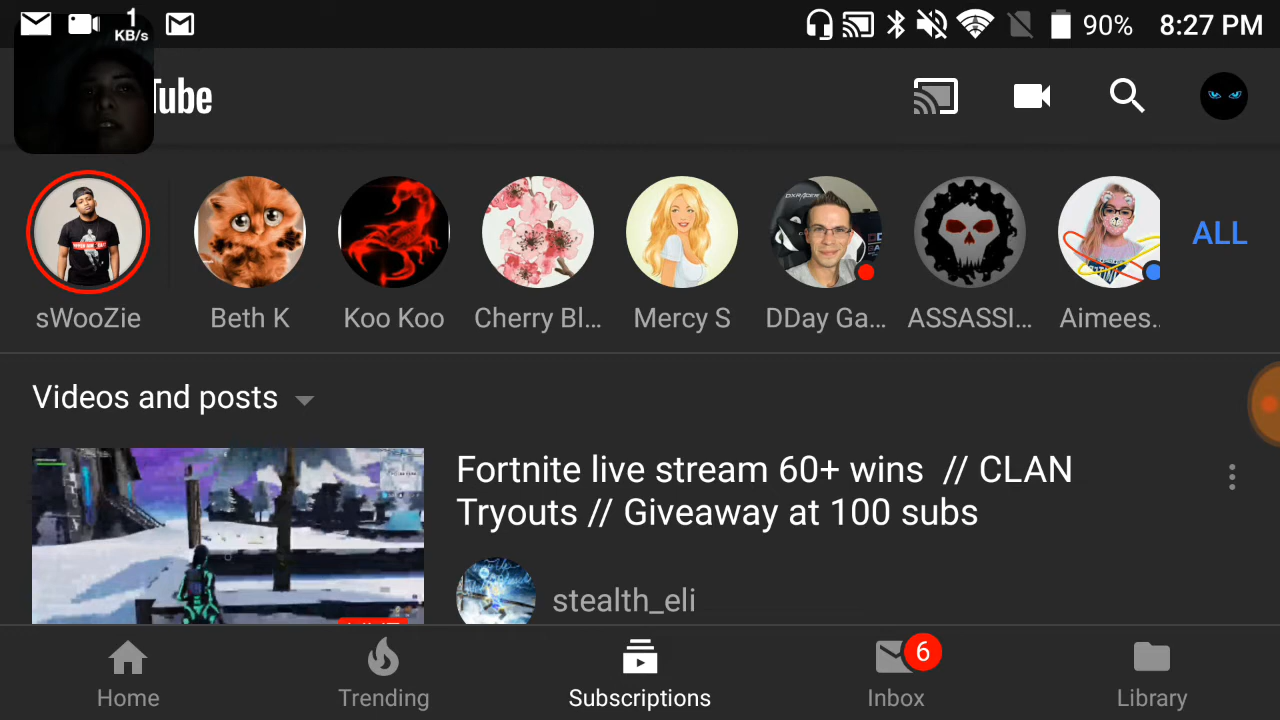 1
KB/s
90% 8:27 PM
Tube
sWooZie Beth K Koo Koo Cherry Bl... Mercy S DDay Ga... ASSASSI... Aimees.. ALL
Videos and posts
Fortnite live stream 60+ wins // CLAN
Tryouts // Giveaway at 100 subs
stealth_eli
6
Home Trending Subscriptions Inbox Library